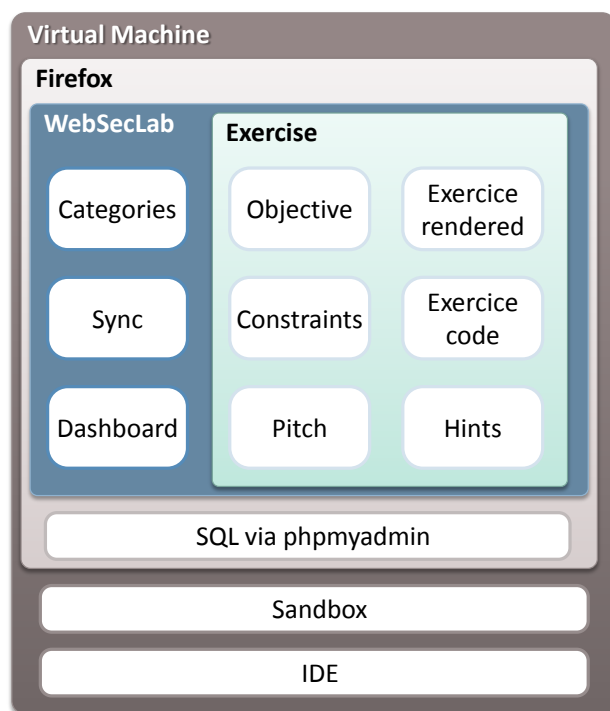 Virtual Machine
Firefox
WebSecLab
Exercise
Categories
Objective
Exercice
rendered
Sync
Constraints
Exercice
code
Dashboard
Pitch
Hints
SQL via phpmyadmin
Sandbox
IDE